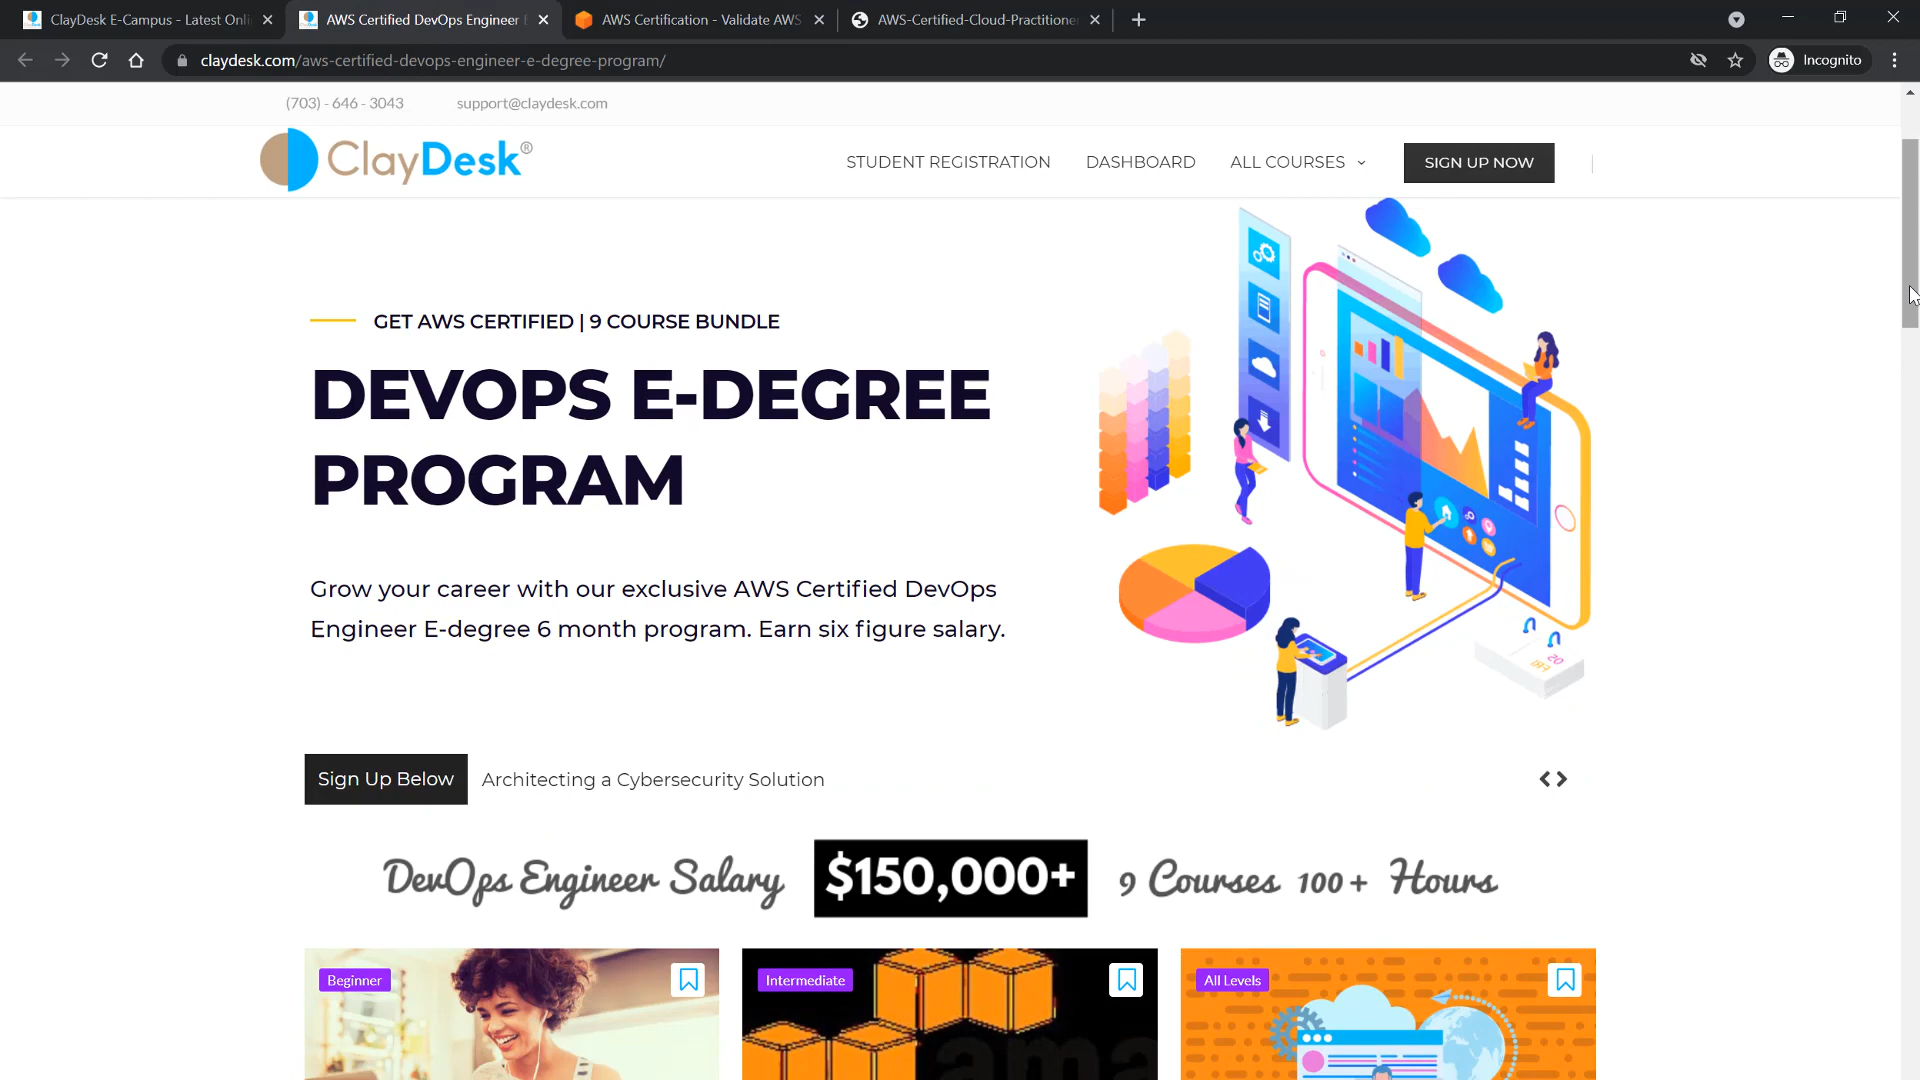 ClayDesk E-Campus - Latest Onli
AWS Certified DevOps Engineer
AWS Certification - Validate AWS
AWS-Certified-Cloud-Practitioner
claydesk.com/aws-certified-devops-engineer-e-degree-program/
Incognito
(703) - 646 - 3043
support@claydesk.com
ClayDesk®
STUDENT REGISTRATION
DASHBOARD
ALL COURSES
SIGN UP NOW
GET AWS CERTIFIED | 9 COURSE BUNDLE
DEVOPS E-DEGREE
PROGRAM
Grow your career with our exclusive AWS Certified DevOps
Engineer E-degree 6 month program. Earn six figure salary.
Sign Up Below
Architecting a Cybersecurity Solution
DevOps Engineer Salary
$150,000+
9 Courses 100+ Hours
Beginner
Intermediate
All Levels